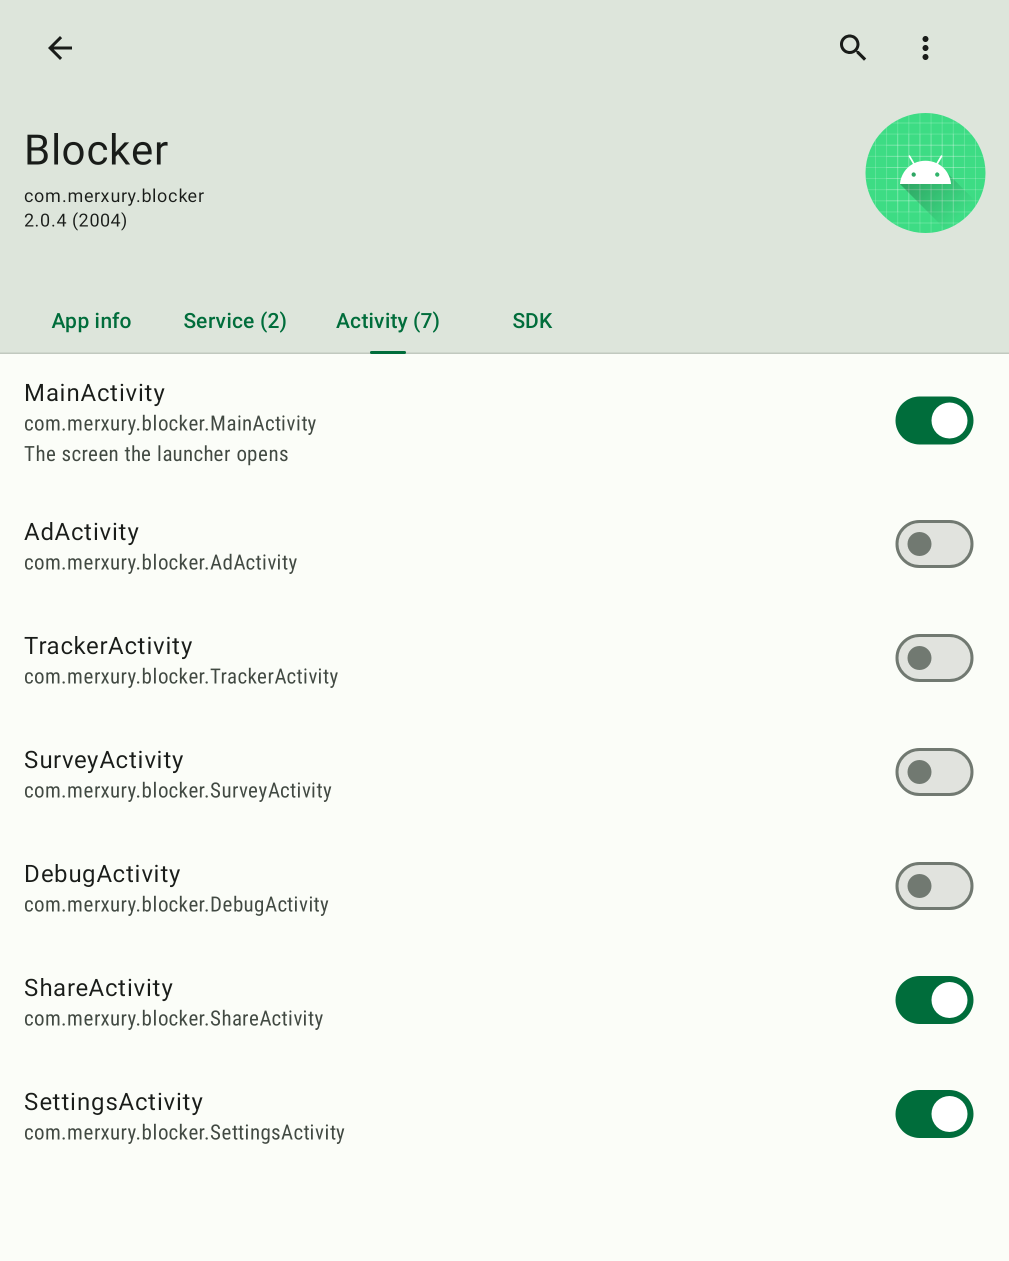 Blocker
com.merxury.blocker
2.0.4 (2004)
App info Service (2) Activity (7) SDK
MainActivity
com.merxury.blocker.MainActivity
The screen the launcher opens
AdActivity
com.merxury.blocker.AdActivity
TrackerActivity
com.merxury.blocker.TrackerActivity
SurveyActivity
com.merxury.blocker.SurveyActivity
DebugActivity
com.merxury.blocker.DebugActivity
ShareActivity
com.merxury.blocker.ShareActivity
SettingsActivity
com.merxury.blocker.SettingsActivity